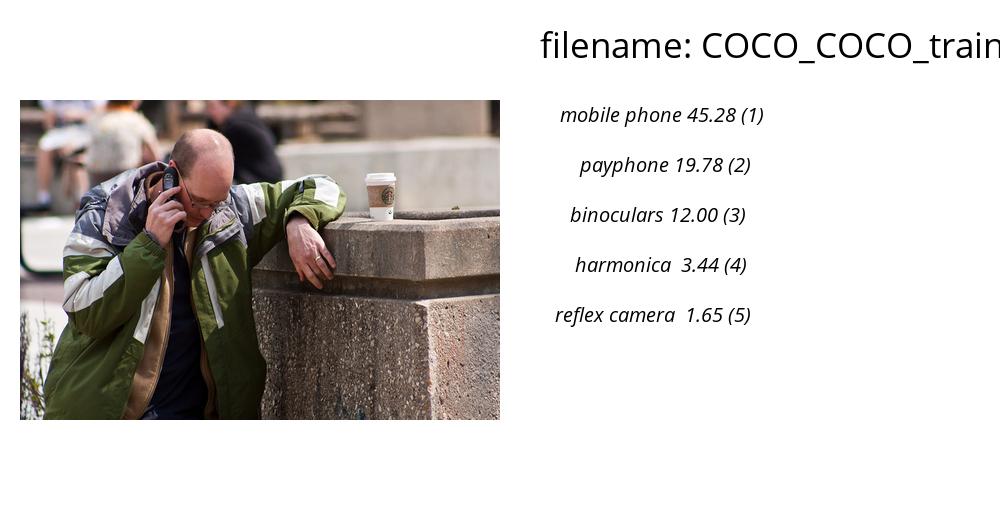 filename: COCO_COCO_train
mobile phone 45.28 (1)
payphone 19.78 (2)
binoculars 12.00 (3)
harmonica 3.44 (4)
reflex camera 1.65 (5)